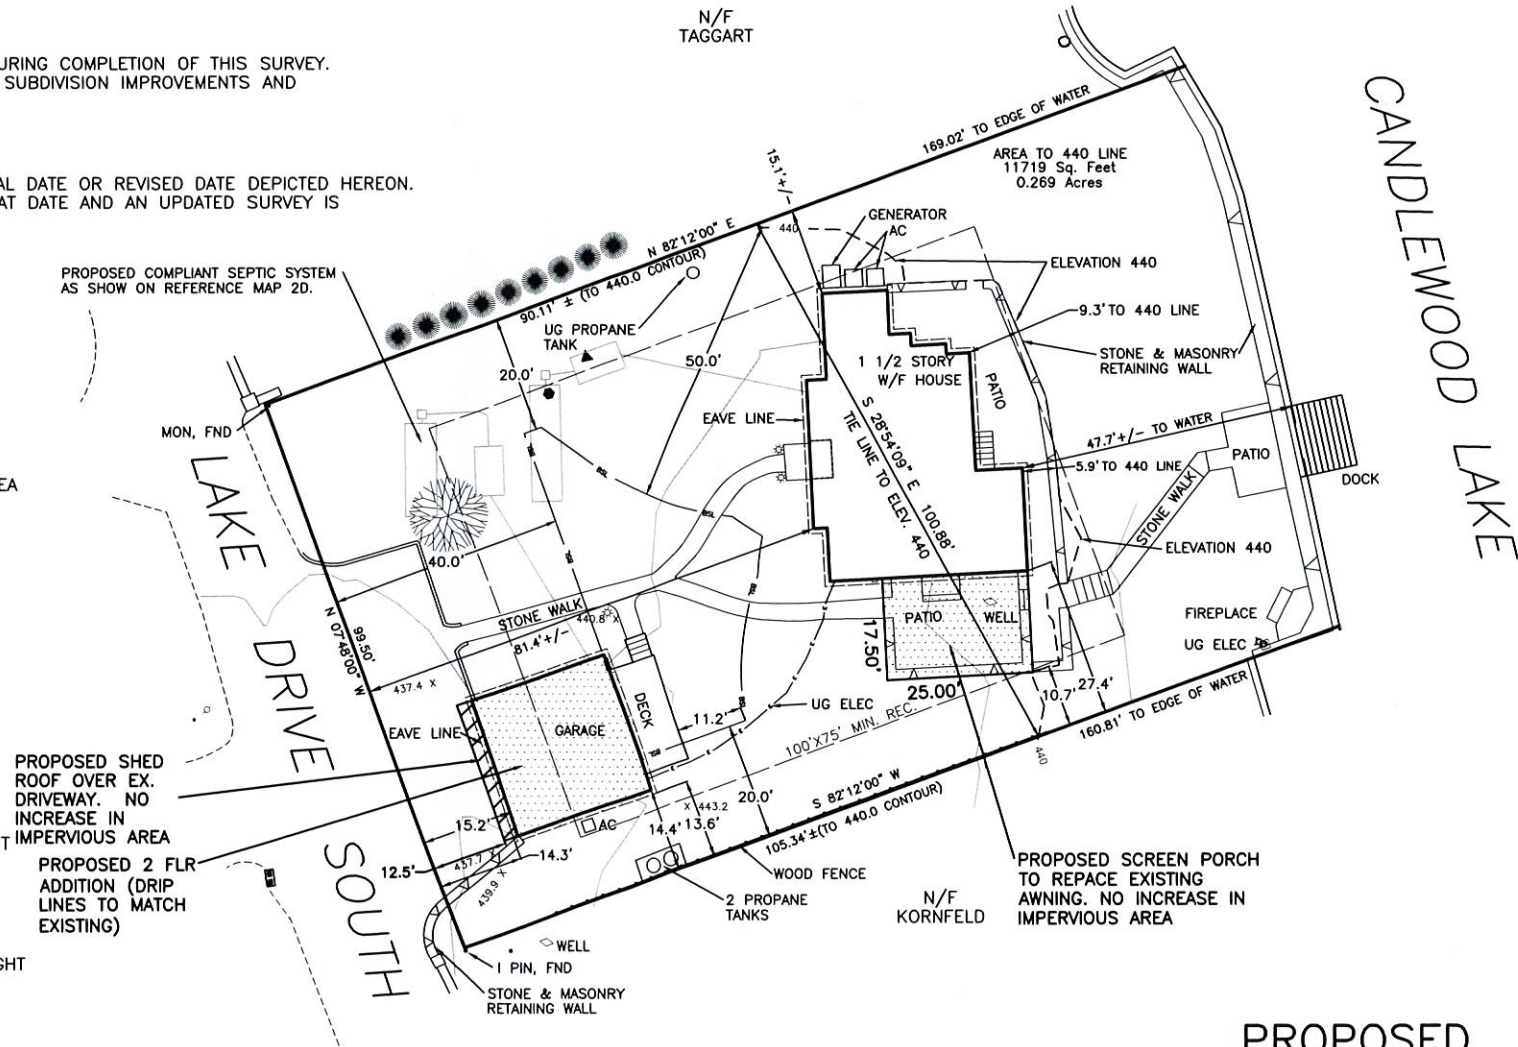 N/F
TAGGART
URING COMPLETION OF THIS SURVEY.
SUBDIVISION IMPROVEMENTS AND
AL DATE OR REVISED DATE DEPICTED HEREON.
AT DATE AND AN UPDATED SURVEY IS
169.02' TO EDGE OF WATER
15.1'+/-
AREA TO 440 LINE
11719 Sq. Feet
0.269 Acres
CANDLEWOOD LAKE
GENERATOR
AC
440
N 82°12'00" E
90.11' ± (TO 440.0 CONTOUR)
ELEVATION 440
PROPOSED COMPLIANT SEPTIC SYSTEM
AS SHOW ON REFERENCE MAP 2D.
UG PROPANE
TANK
9.3' TO 440 LINE
20.0'
50.0'
1 1/2 STORY
W/F HOUSE
STONE & MASONRY
RETAINING WALL
PATIO
EAVE LINE
S 28°54'09" E 100.88'
TIE LINE TO ELEV. 440
MON, FND
47.7'+/- TO WATER
5.9' TO 440 LINE
PATIO
DOCK
EA
BSL
BSL
BSL
BSL
BSL
STONE WALK
ELEVATION 440
40.0'
LAKE DRIVE SOUTH
N 07°48'00" W
99.50'
STONE WALK
440.8 X
81.4'+/-
PATIO
WELL
17.50'
FIREPLACE
UG ELEC
437.4 X
25.00'
10.7'
27.4'
160.81' TO EDGE OF WATER
DECK
UG ELEC
11.2'
BSL
BSL
EAVE LINE
GARAGE
100'X75' MIN. REC.
PROPOSED SHED
ROOF OVER EX.
DRIVEWAY. NO
INCREASE IN
IMPERVIOUS AREA
T
440
S 82°12'00" W
105.34'±(TO 440.0 CONTOUR)
20.0'
X 443.2
15.2'
AC
14.4'
13.6'
PROPOSED 2 FLR
ADDITION (DRIP
LINES TO MATCH
EXISTING)
12.5'
437.7 X
14.3'
439.9 X
WOOD FENCE
2 PROPANE
TANKS
N/F
KORNFELD
PROPOSED SCREEN PORCH
TO REPACE EXISTING
AWNING. NO INCREASE IN
IMPERVIOUS AREA
WELL
I PIN, FND
GHT
STONE & MASONRY
RETAINING WALL
PROPOSED